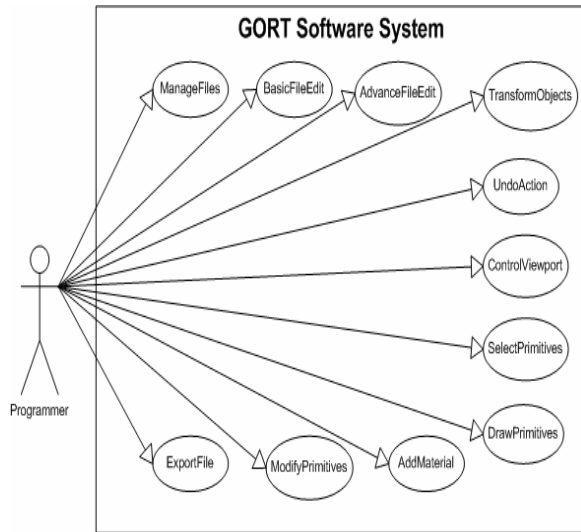 GORT Software System
ManageFiles
BasicFileEdit
AdvanceFileEdit
TransformObjects
UndoAction
ControlViewport
SelectPrimitives
DrawPrimitives
Programmer
ExportFile
ModifyPrimitives
AddMaterial